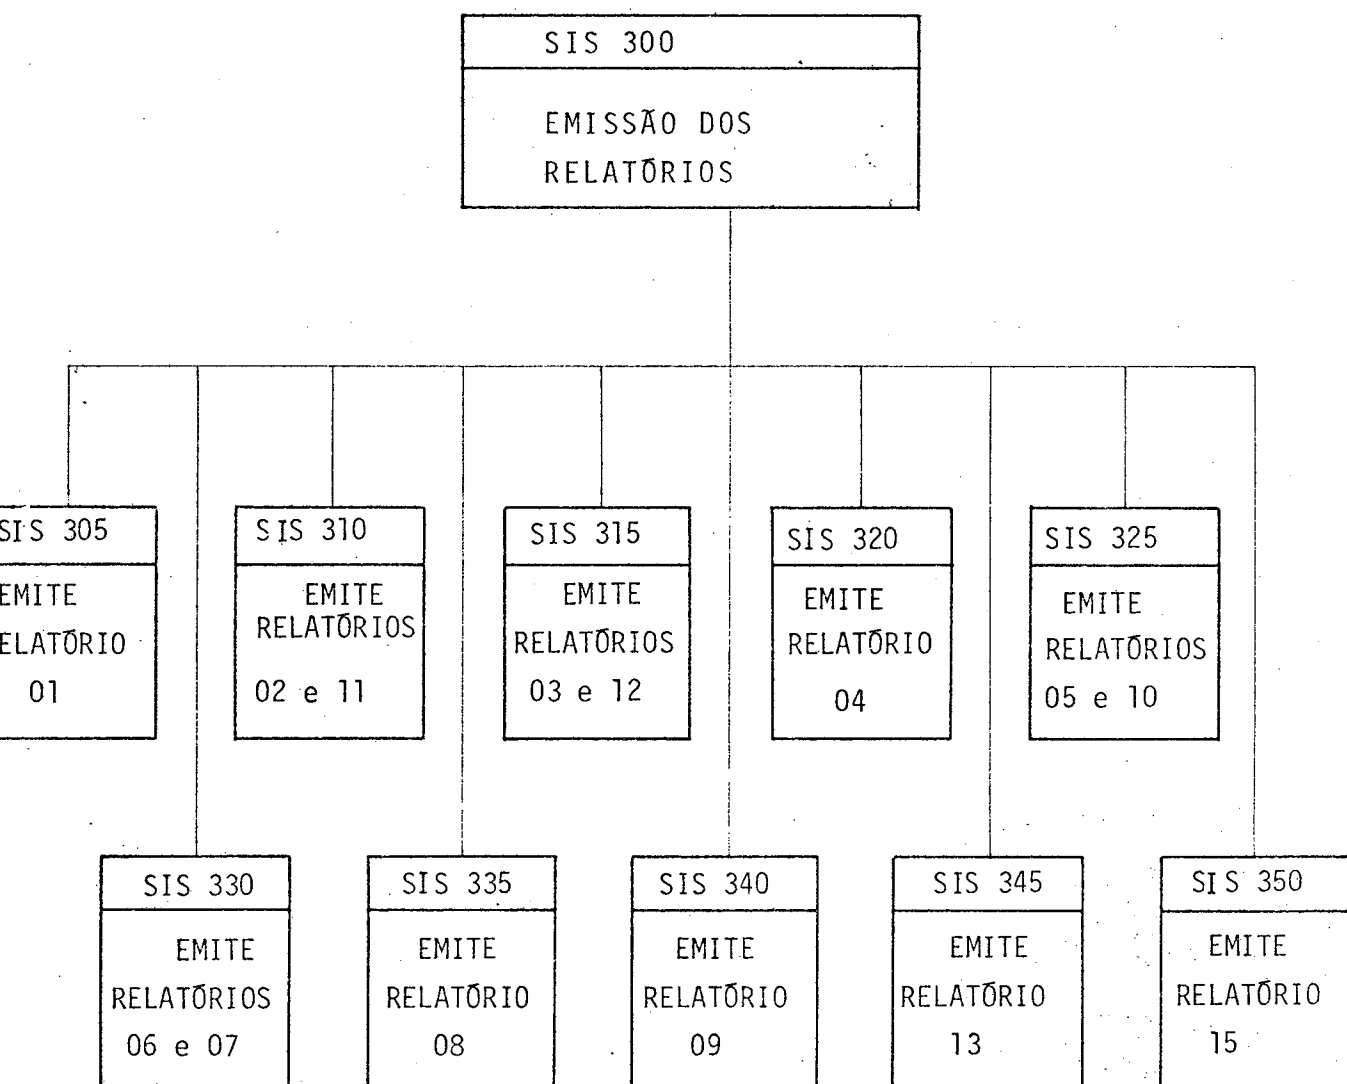 SIS 300
EMISSÃO DOS
RELATÓRIOS
SIS 305
EMITE
ELATÓRIO
01
SIS 310
EMITE
RELATÓRIOS
02 e 11
SIS 315
EMITE
RELATÓRIOS
03 e 12
SIS 320
EMITE
RELATÓRIO
04
SIS 325
EMITE
RELATÓRIOS
05 e 10
SIS 330
EMITE
RELATÓRIOS
06 e 07
SIS 335
EMITE
RELATÓRIO
08
SIS 340
EMITE
RELATÓRIO
09
SIS 345
EMITE
RELATÓRIO
13
SIS 350
EMITE
RELATÓRIO
15